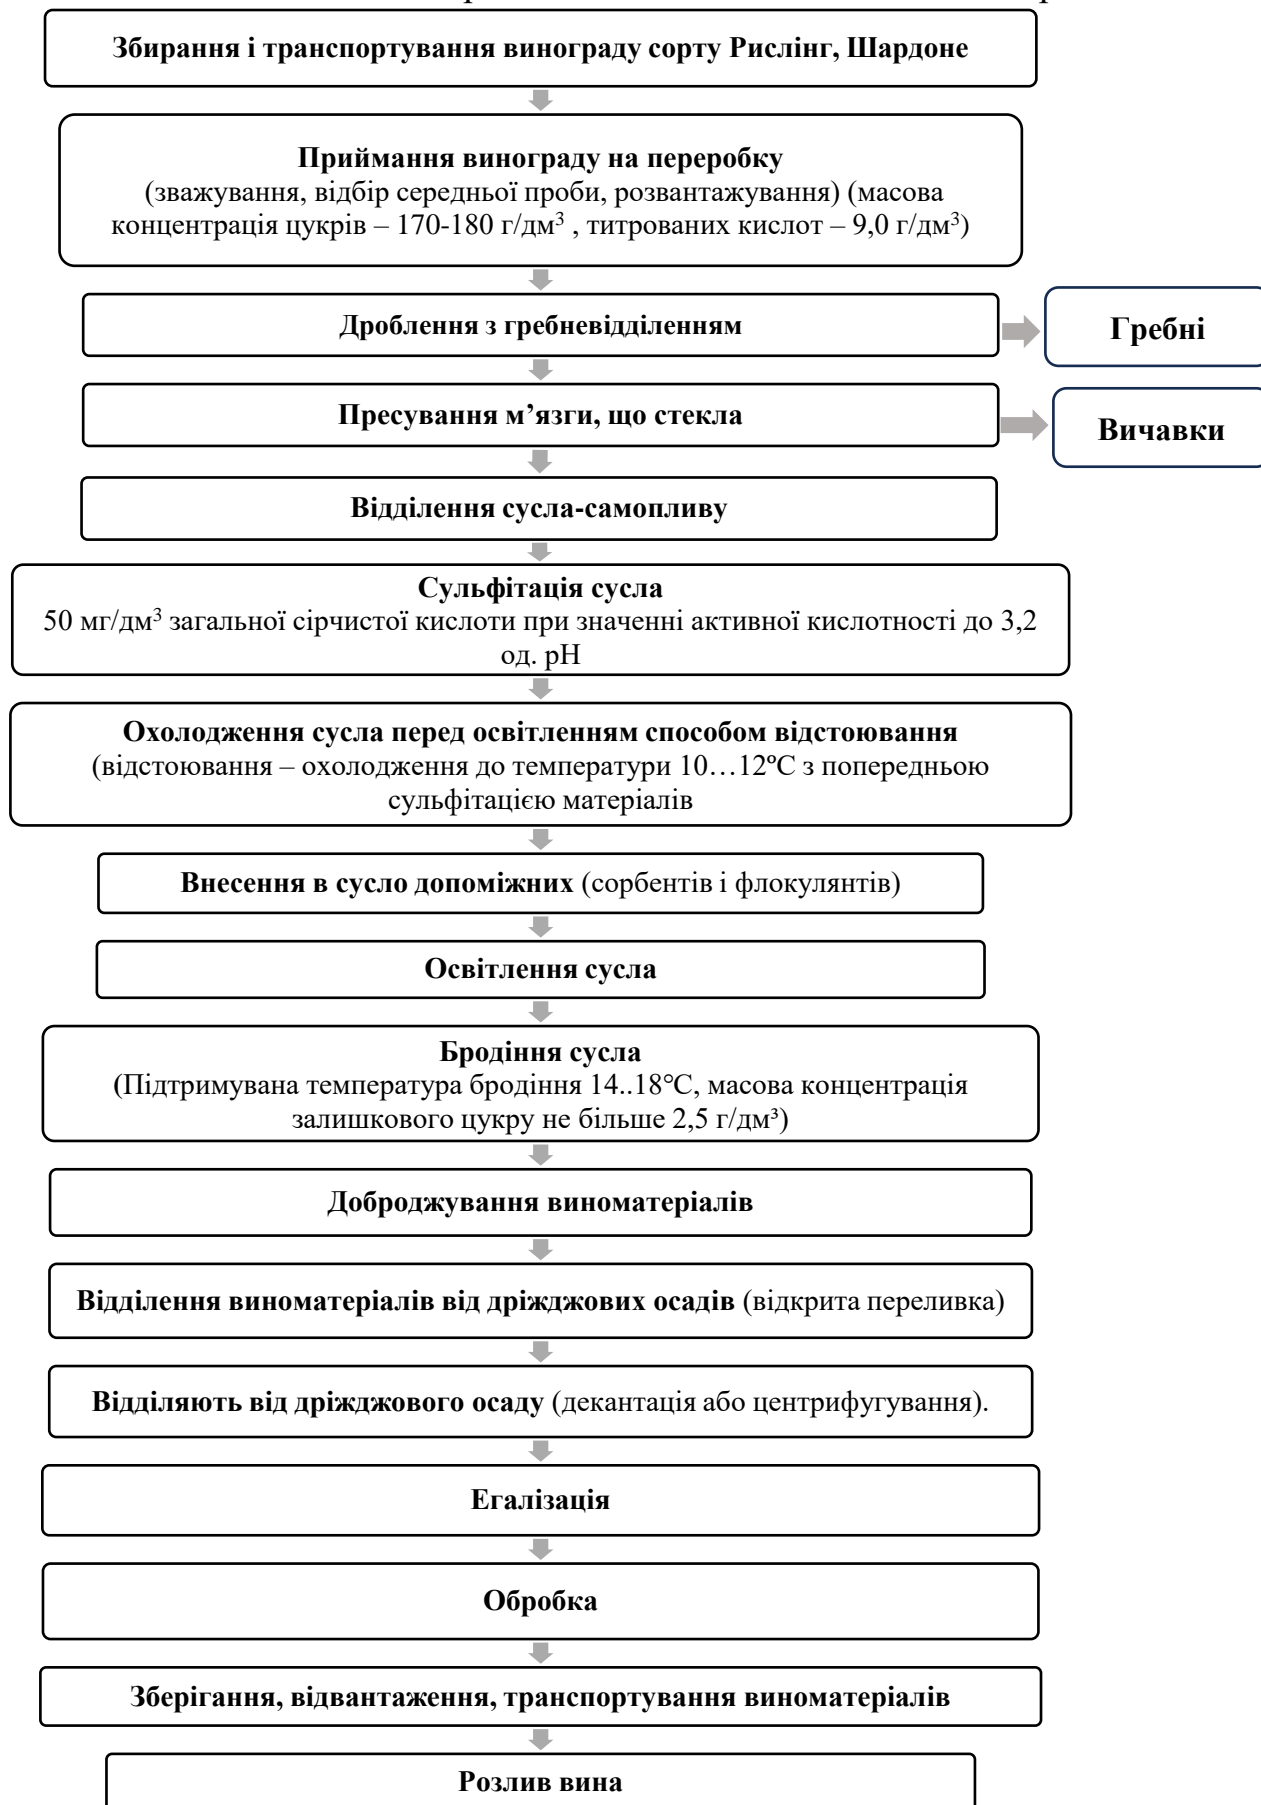 Збирання і транспортування винограду сорту Рислінг, Шардоне
Приймання винограду на переробку
(зважування, відбір середньої проби, розвантажування) (масова
концентрація цукрів – 170-180 г/дм³ , титрованих кислот – 9,0 г/дм³)
Дроблення з гребневідділенням
Гребні
Пресування м’язги, що стекла
Вичавки
Відділення сусла-самопливу
Сульфітація сусла
50 мг/дм³ загальної сірчистої кислоти при значенні активної кислотності до 3,2
од. pH
Охолодження сусла перед освітленням способом відстоювання
(відстоювання – охолодження до температури 10…12ºС з попередньою
сульфітацією матеріалів
Внесення в сусло допоміжних (сорбентів і флокулянтів)
Освітлення сусла
Бродіння сусла
(Підтримувана температура бродіння 14..18°С, масова концентрація
залишкового цукру не більше 2,5 г/дм³)
Доброджування виноматеріалів
Відділення виноматеріалів від дріжджових осадів (відкрита переливка)
Відділяють від дріжджового осаду (декантація або центрифугування).
Егалізація
Обробка
Зберігання, відвантаження, транспортування виноматеріалів
Розлив вина